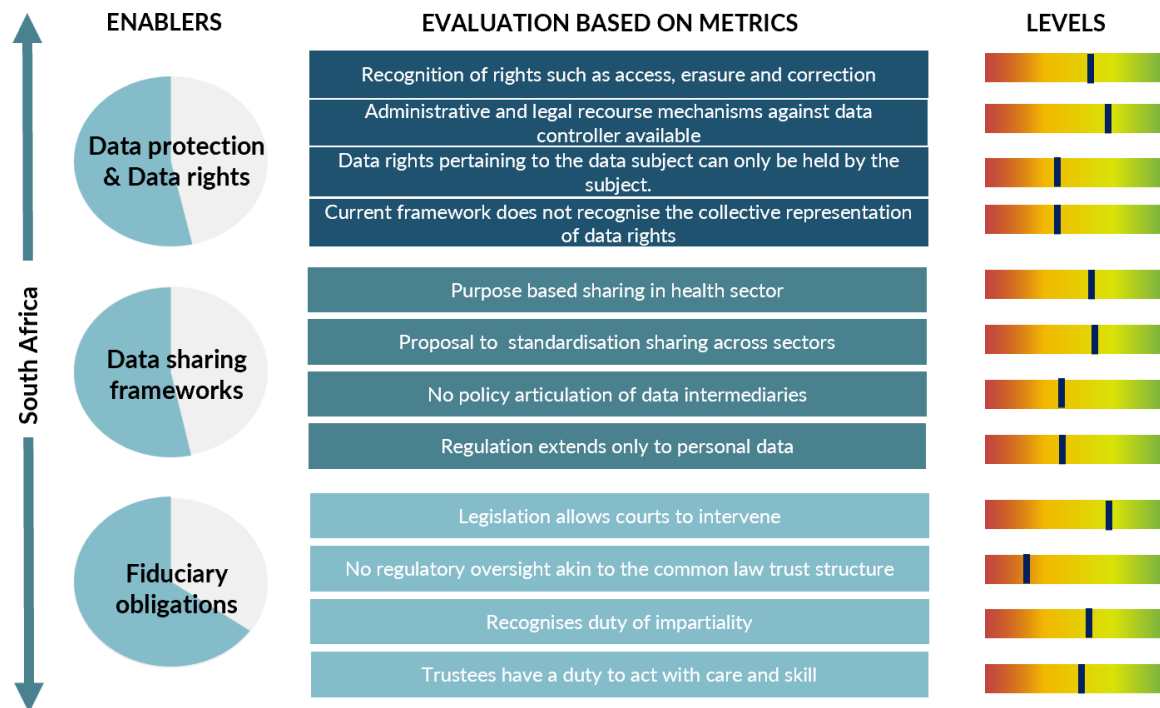 ENABLERS
EVALUATION BASED ON METRICS
LEVELS
South Africa
Data protection
& Data rights
Recognition of rights such as access, erasure and correction
Administrative and legal recourse mechanisms against data
controller available
Data rights pertaining to the data subject can only be held by the
subject.
Current framework does not recognise the collective representation
of data rights
Data sharing
frameworks
Purpose based sharing in health sector
Proposal to standardisation sharing across sectors
No policy articulation of data intermediaries
Regulation extends only to personal data
Fiduciary
obligations
Legislation allows courts to intervene
No regulatory oversight akin to the common law trust structure
Recognises duty of impartiality
Trustees have a duty to act with care and skill